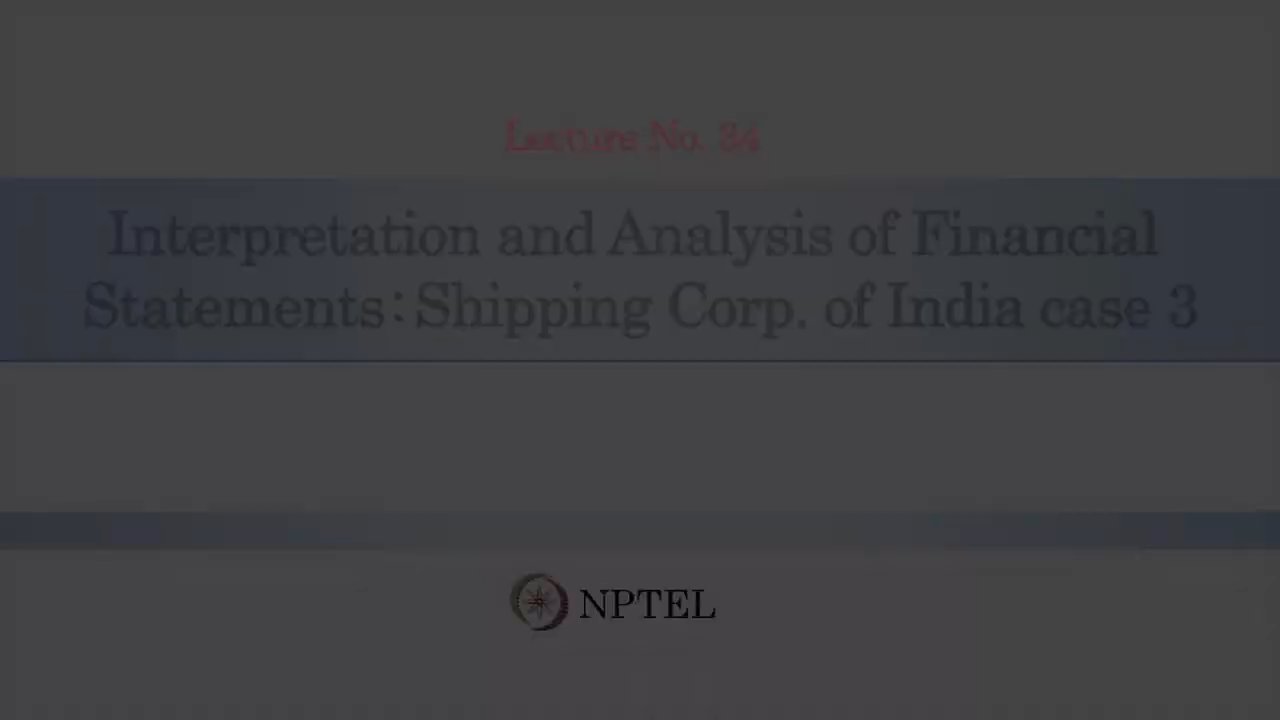 Lecture No. 34
Interpretation and Analysis of Financial
Statements: Shipping Corp. of India case 3
NPTEL